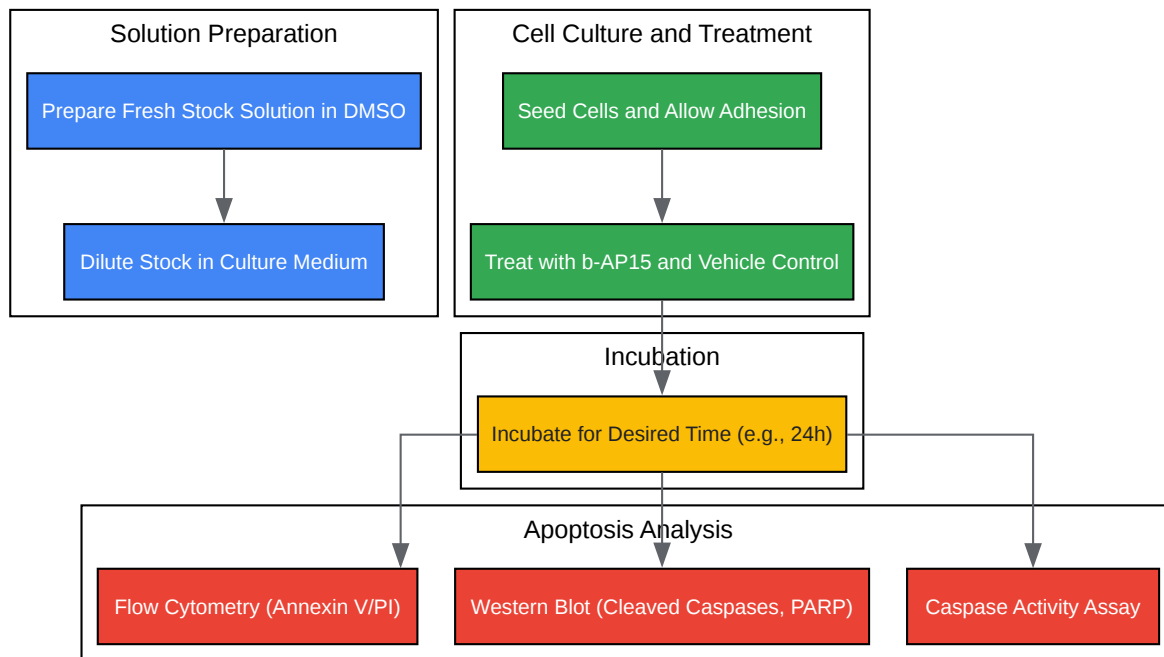 Solution Preparation
Prepare Fresh Stock Solution in DMSO
Dilute Stock in Culture Medium
Cell Culture and Treatment
Seed Cells and Allow Adhesion
Treat with b-AP15 and Vehicle Control
Incubation
Incubate for Desired Time (e.g., 24h)
Apoptosis Analysis
Flow Cytometry (Annexin V/PI)
Western Blot (Cleaved Caspases, PARP)
Caspase Activity Assay